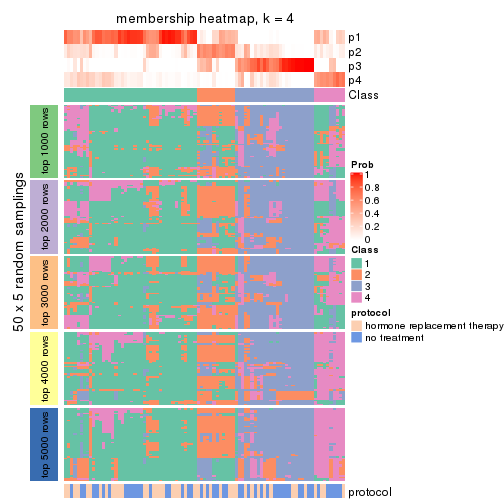 membership heatmap, k = 4
p1
p2
p3
p4
Class
50 x 5 random samplings
top 1000 rows
top 2000 rows
top 3000 rows
top 4000 rows
top 5000 rows
protocol
Prob
1
0.8
0.6
0.4
0.2
0
Class
1
2
3
4
protocol
hormone replacement therapy
no treatment